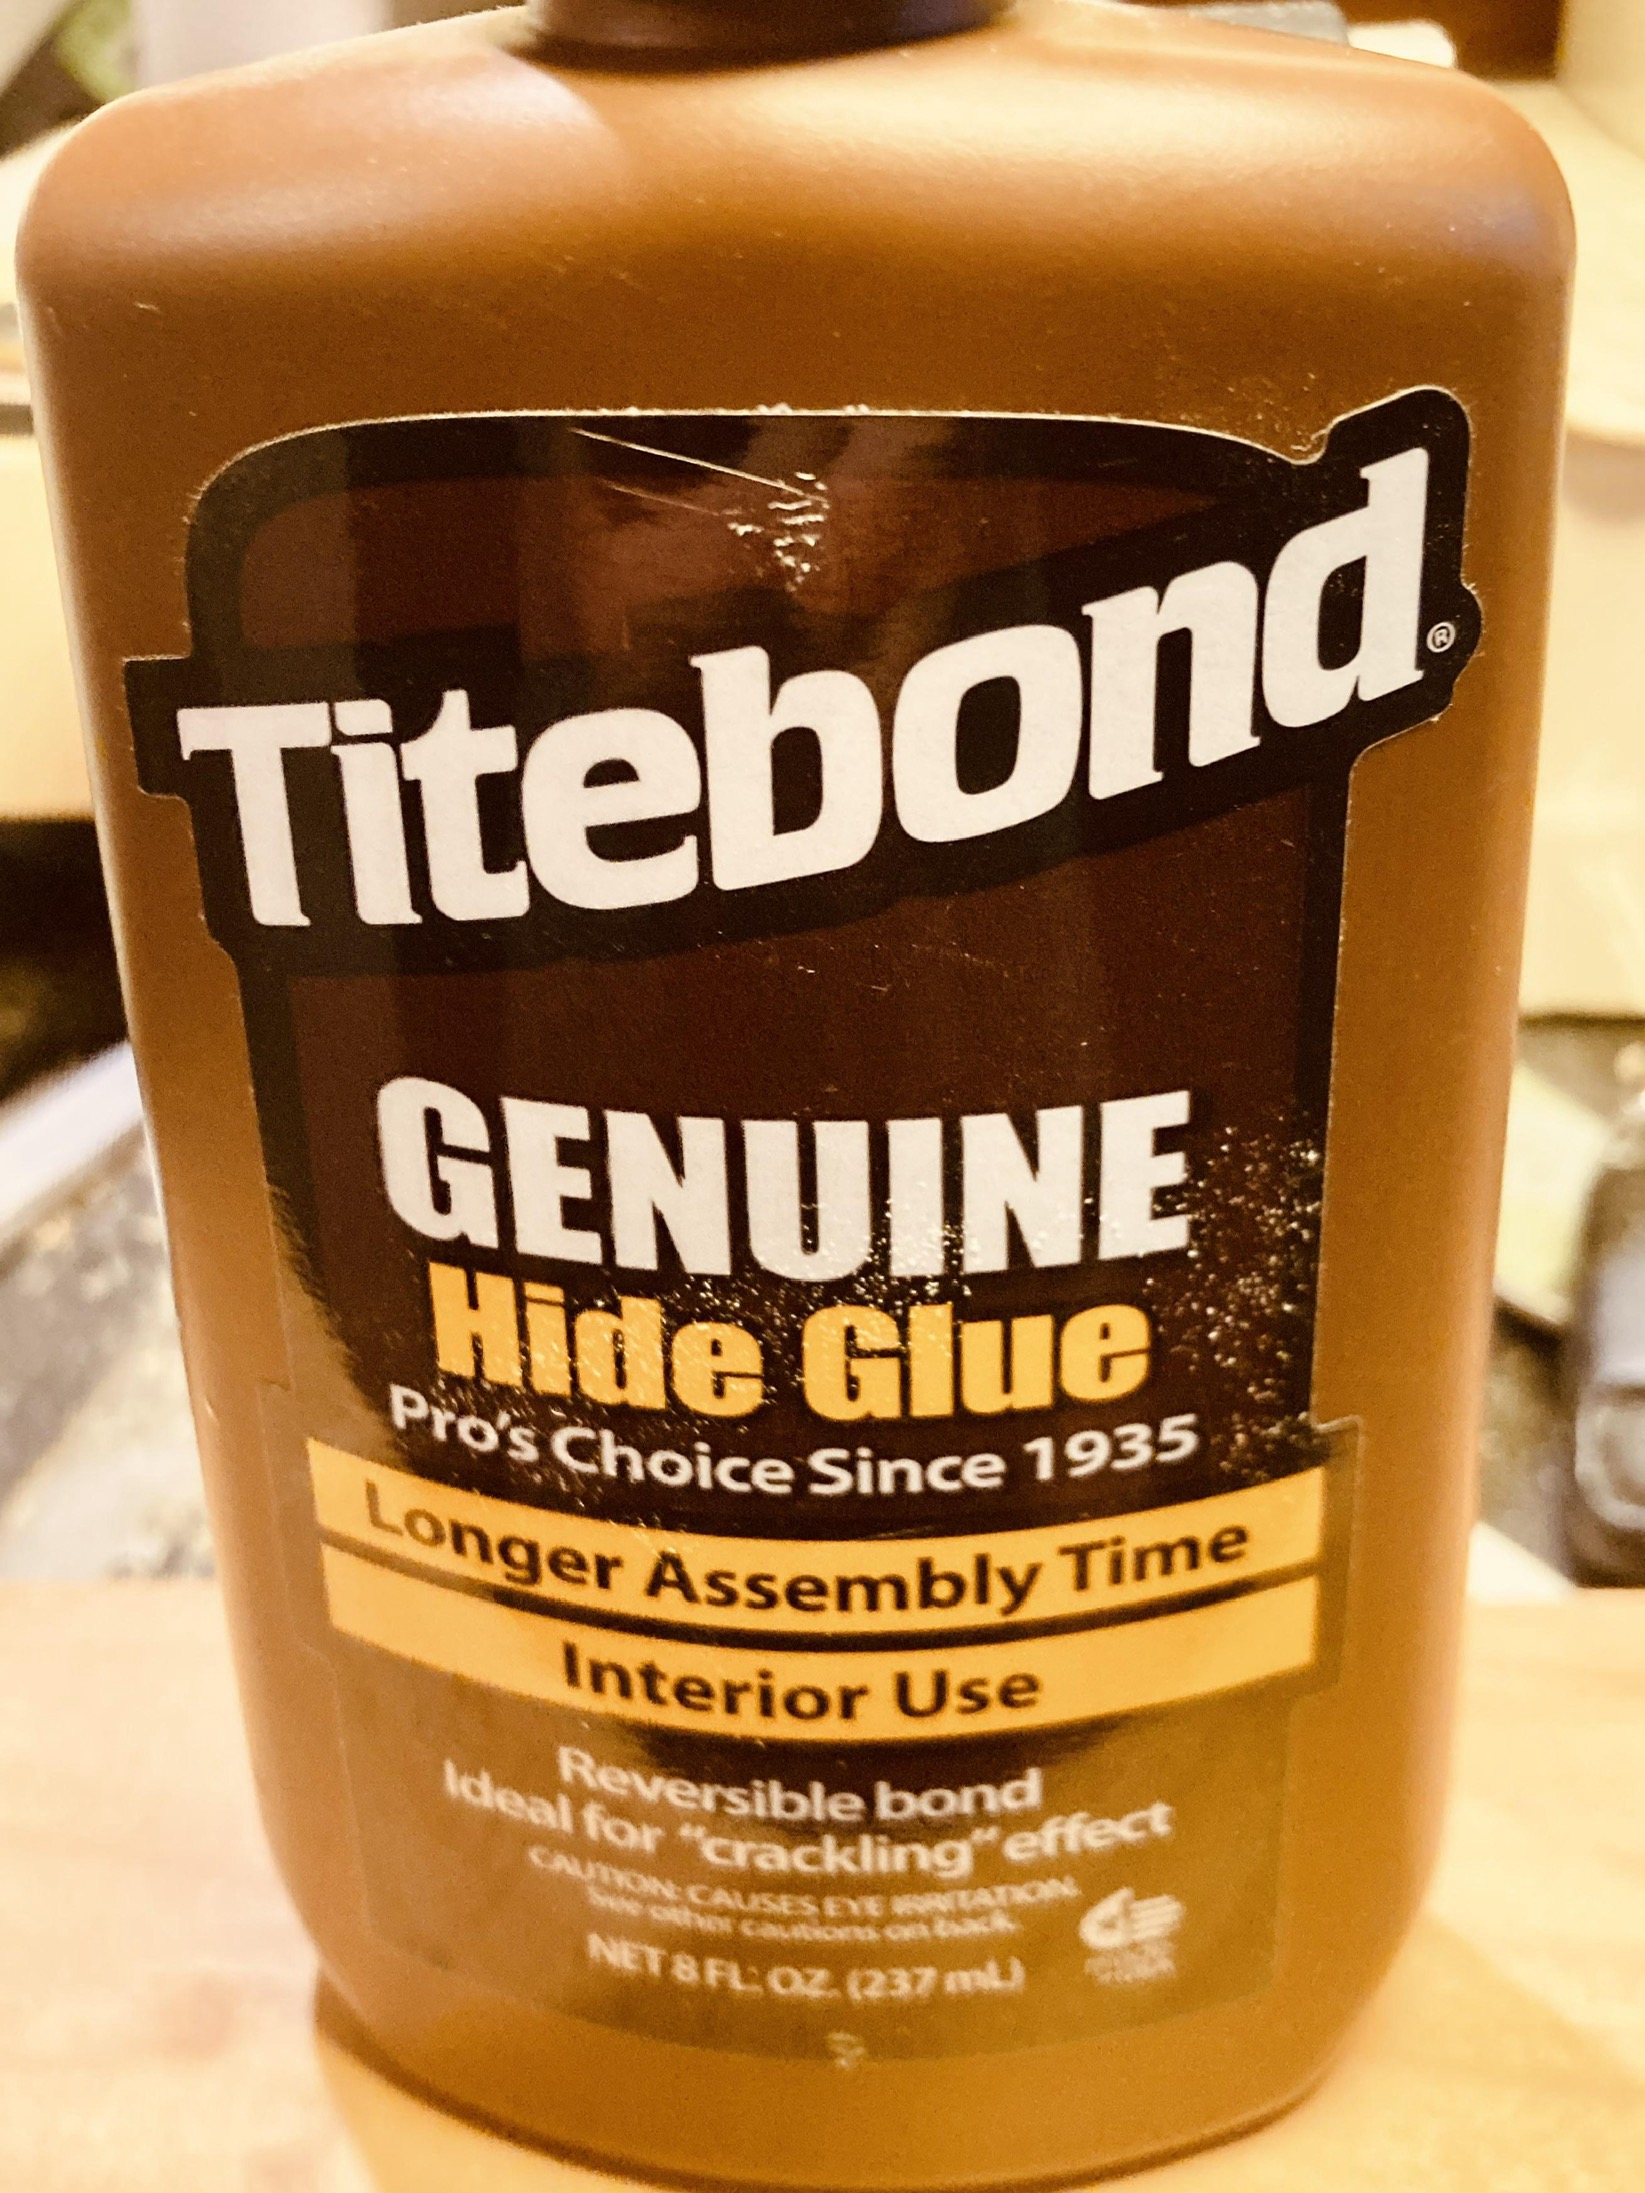 Titebond®
GENUINE
Hide Glue
Pro's Choice Since 1935
Longer Assembly Time
Interior Use
Reversible bond
Ideal for "crackling" effect
CAUTION: CAUSES EYE IRRITATION.
See other cautions on back.
NET 8 FL. OZ. (237 mL)